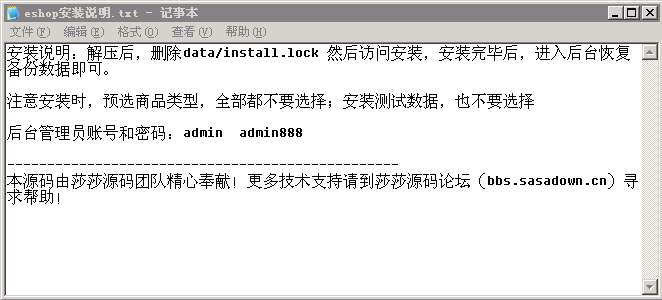 eshop安装说明.txt - 记事本
文件(F) 编辑(E) 格式(O) 查看(V) 帮助(H)
安装说明：解压后，删除data/install.lock 然后访问安装，安装完毕后，进入后台恢复
备份数据即可。
注意安装时，预选商品类型，全部都不要选择；安装测试数据，也不要选择
后台管理员账号和密码：admin  admin888
-------------------------------------------------
本源码由莎莎源码团队精心奉献！更多技术支持请到莎莎源码论坛（bbs.sasadown.cn）寻
求帮助！